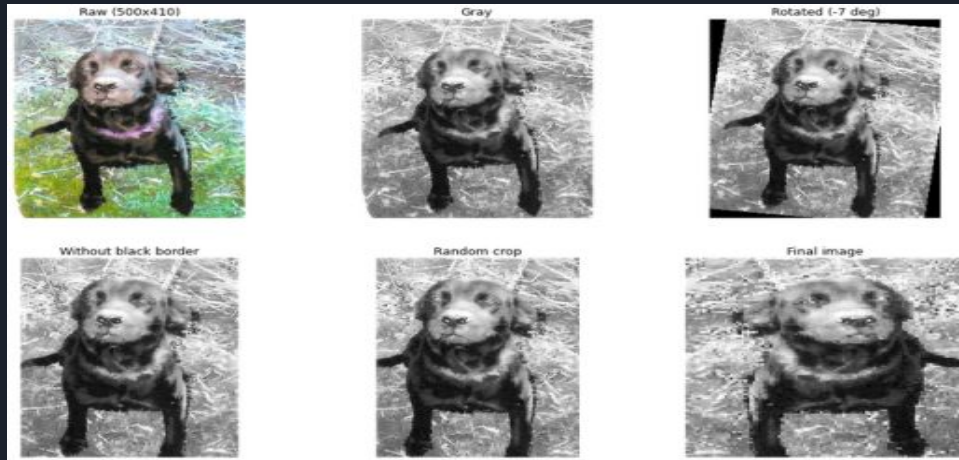 Raw (500x410)
Gray
Rotated (-7 deg)
Without black border
Random crop
Final image